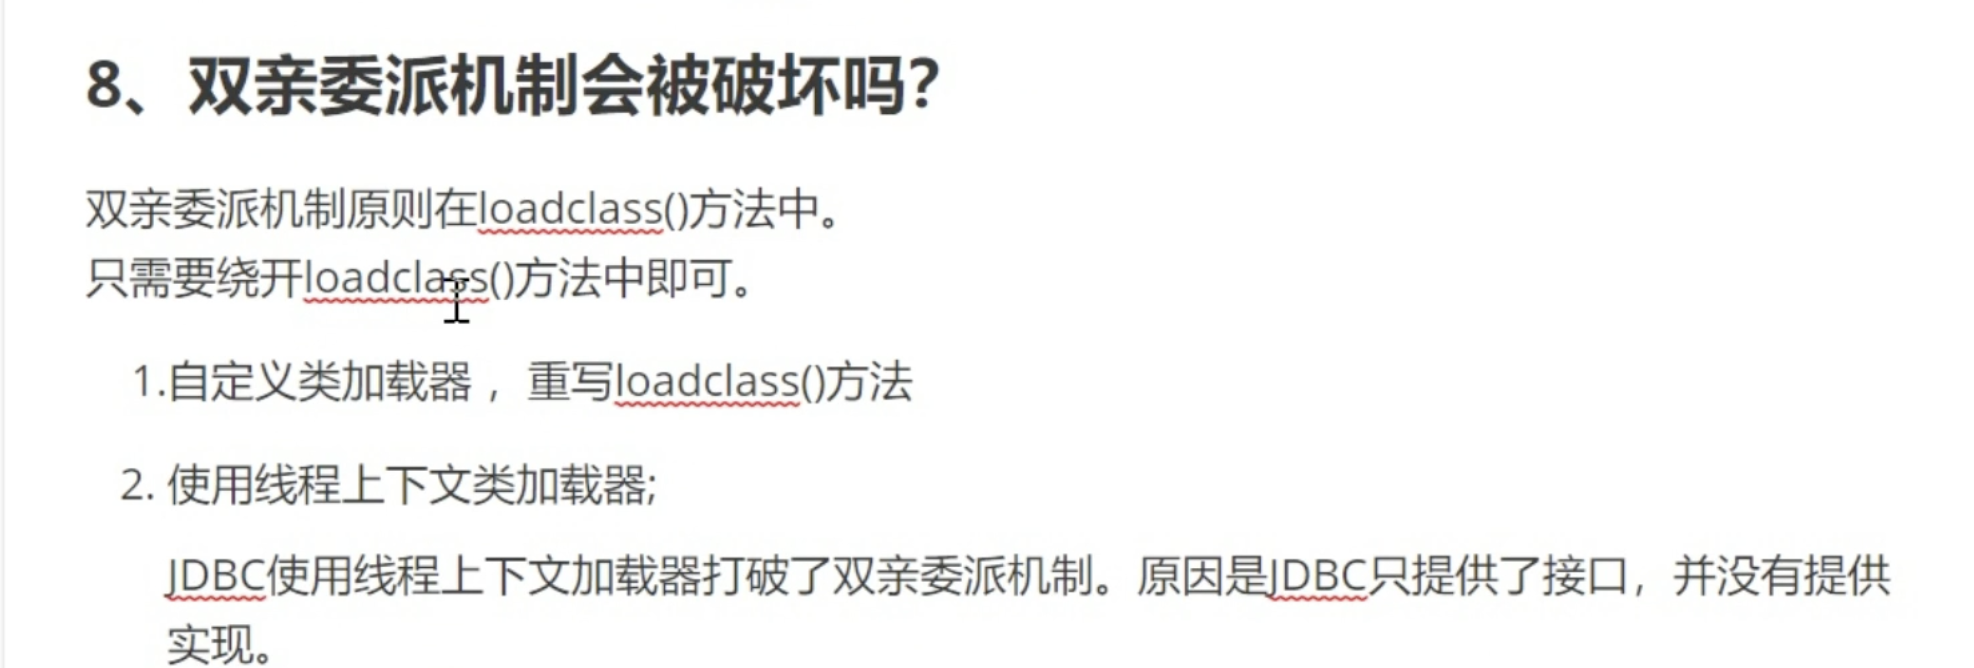 8、双亲委派机制会被破坏吗?
双亲委派机制原则在loadclass()方法中。
只需要绕开loadclass()方法中即可。
1.自定义类加载器，重写loadclass()方法
2. 使用线程上下文类加载器;
JDBC使用线程上下文加载器打破了双亲委派机制。原因是JDBC只提供了接口，并没有提供
实现。